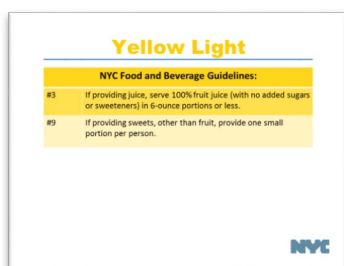 Yellow Light
NYC Food and Beverage Guidelines:
#3 If providing juice, serve 100% fruit juice (with no added sugars
or sweeteners) in 6-ounce portions or less.
#9 If providing sweets, other than fruit, provide one small
portion per person.
NYC